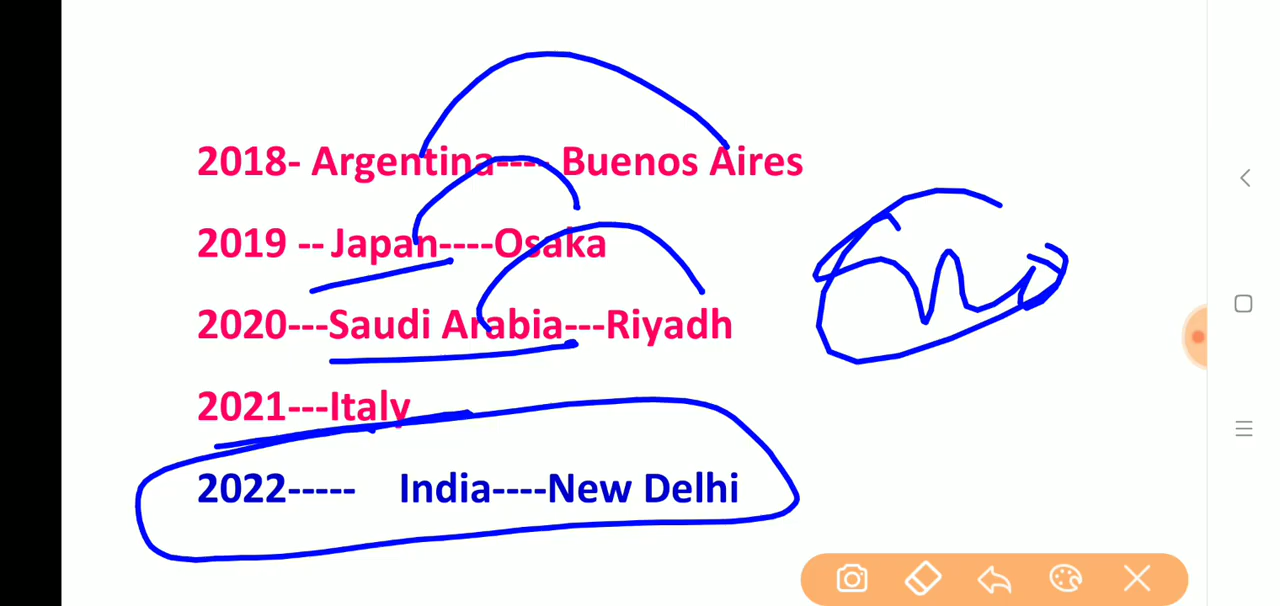 2018- Argentina---- Buenos Aires
2019 -- Japan----Osaka
2020---Saudi Arabia---Riyadh
2021---Italy
2022----- India----New Delhi